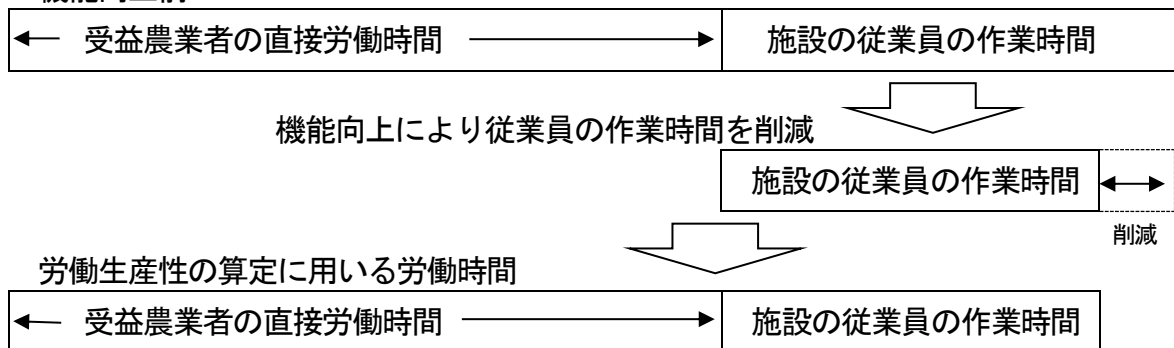 受益農業者の直接労働時間 施設の従業員の作業時間
機能向上により従業員の作業時間を削減
施設の従業員の作業時間
削減
労働生産性の算定に用いる労働時間
受益農業者の直接労働時間 施設の従業員の作業時間